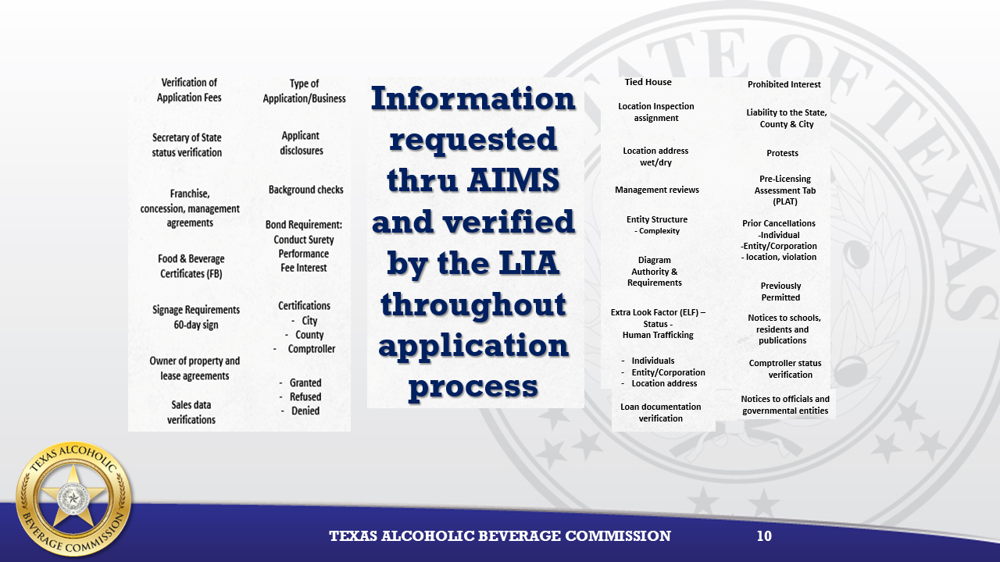 Verification of
Application Fees
Secretary of State
status verification
Franchise,
concession, management
agreements
Food & Beverage
Certificates (FB)
Signage Requirements
60-day sign
Owner of property and
lease agreements
Sales data
verifications
Type of
Application/Business
Applicant
disclosures
Background checks
Bond Requirement:
Conduct Surety
Performance
Fee Interest
Certifications
- City
- County
- Comptroller
- Granted
- Refused
- Denied
Information
requested
thru AIMS
and verified
by the LIA
throughout
application
process
Tied House
Location Inspection
assignment
Location address
wet/dry
Management reviews
Entity Structure
- Complexity
Diagram
Authority &
Requirements
Extra Look Factor (ELF) –
Status -
Human Trafficking
- Individuals
- Entity/Corporation
- Location address
Loan documentation
verification
Prohibited Interest
Liability to the State,
County & City
Protests
Pre-Licensing
Assessment Tab
(PLAT)
Prior Cancellations
-Individual
-Entity/Corporation
- location, violation
Previously
Permitted
Notices to schools,
residents and
publications
Comptroller status
verification
Notices to officials and
governmental entities
STATE OF TEXAS
TEXAS ALCOHOLIC
BEVERAGE COMMISSION
TEXAS ALCOHOLIC BEVERAGE COMMISSION
10